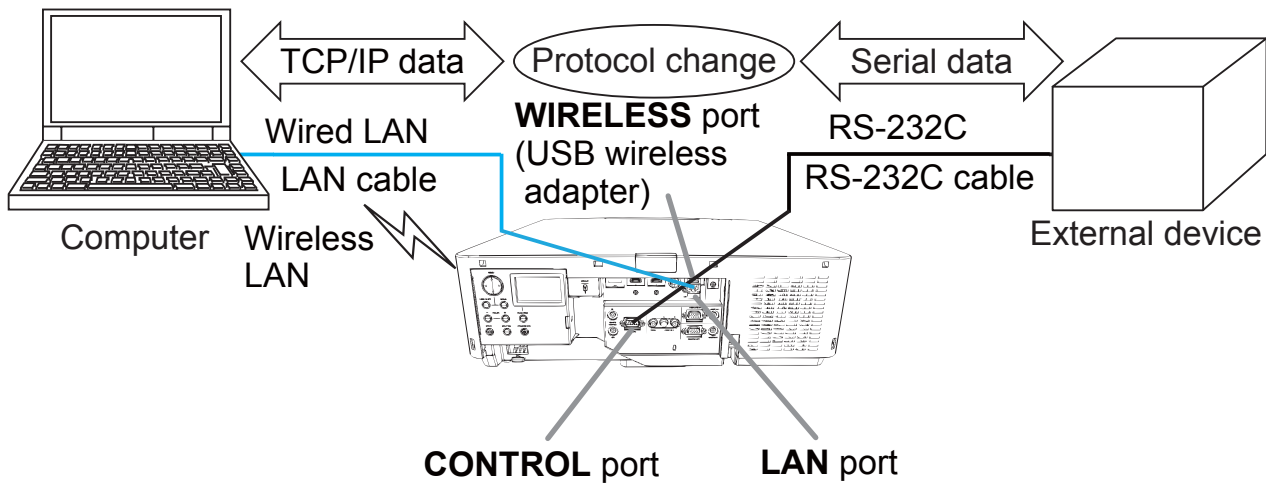 TCP/IP data
Protocol change
Serial data
WIRELESS port
(USB wireless
adapter)
Wired LAN
LAN cable
RS-232C
RS-232C cable
Computer
Wireless
LAN
External device
CONTROL port
LAN port